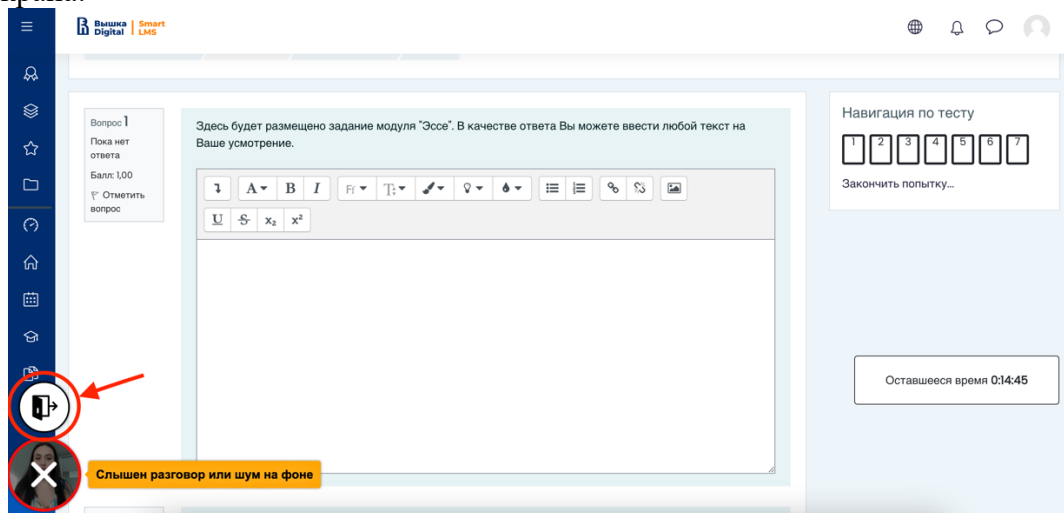 Вышка | Smart
Digital | LMS
Вопрос 1
Пока нет
ответа
Балл: 1,00
Отметить
вопрос
Здесь будет размещено задание модуля "Эссе". В качестве ответа Вы можете ввести любой текст на
Ваше усмотрение.
A B I Fr T
U S x₂ x²
Навигация по тесту
1 2 3 4 5 6 7
Закончить попытку...
Оставшееся время 0:14:45
Слышен разговор или шум на фоне